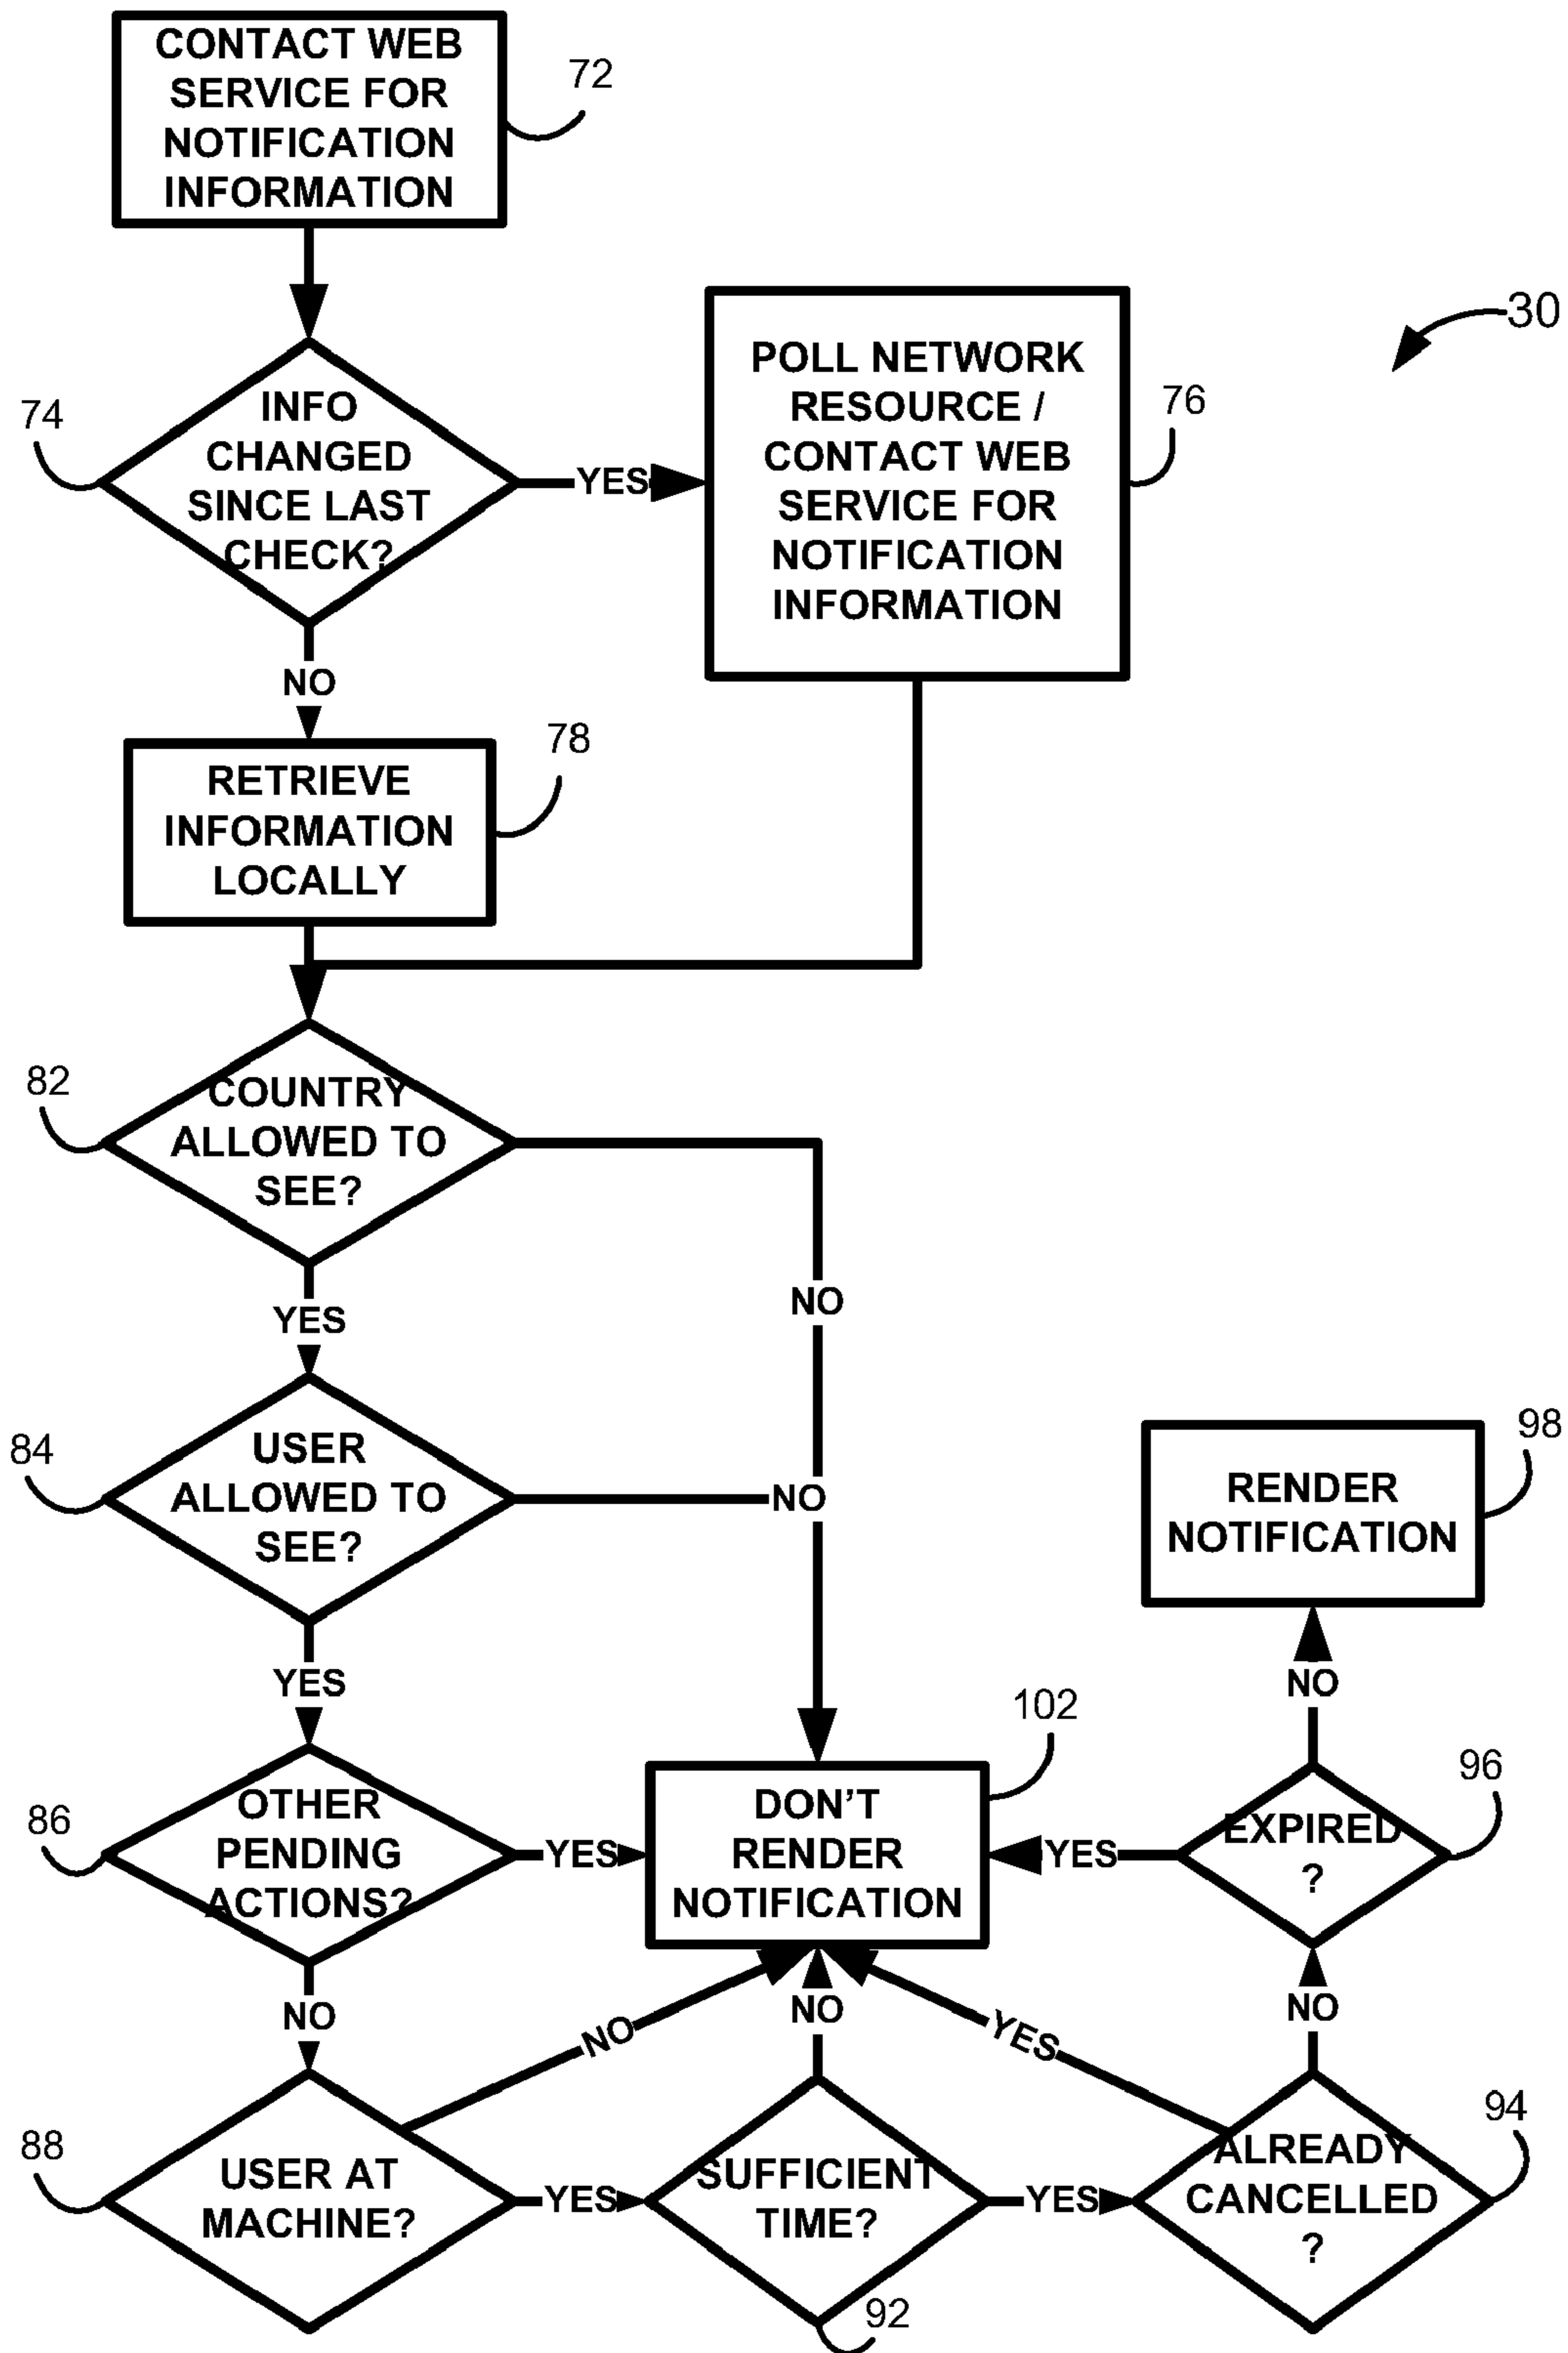 CONTACT WEB
SERVICE FOR
NOTIFICATION
INFORMATION
72
30
POLL NETWORK
RESOURCE /
CONTACT WEB
SERVICE FOR
NOTIFICATION
INFORMATION
76
74
INFO
CHANGED
SINCE LAST
CHECK?
YES
NO
78
RETRIEVE
INFORMATION
LOCALLY
82
COUNTRY
ALLOWED TO
SEE?
NO
YES
84
USER
ALLOWED TO
SEE?
NO
YES
98
RENDER
NOTIFICATION
NO
102
86
OTHER
PENDING
ACTIONS?
YES
DON'T
RENDER
NOTIFICATION
YES
EXPIRED
?
96
NO
NO
NO
YES
NO
88
USER AT
MACHINE?
YES
SUFFICIENT
TIME?
92
YES
ALREADY
CANCELLED
?
94